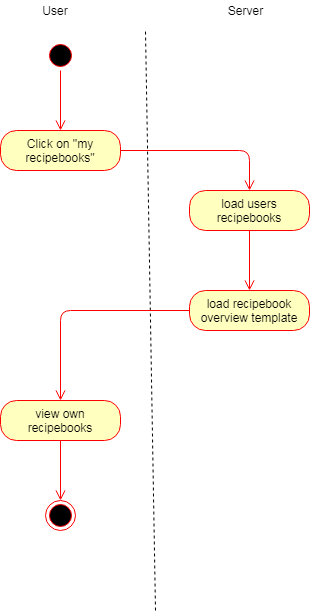 User
Server
Click on "my
recipebooks"
load users
recipebooks
load recipebook
overview template
view own
recipebooks